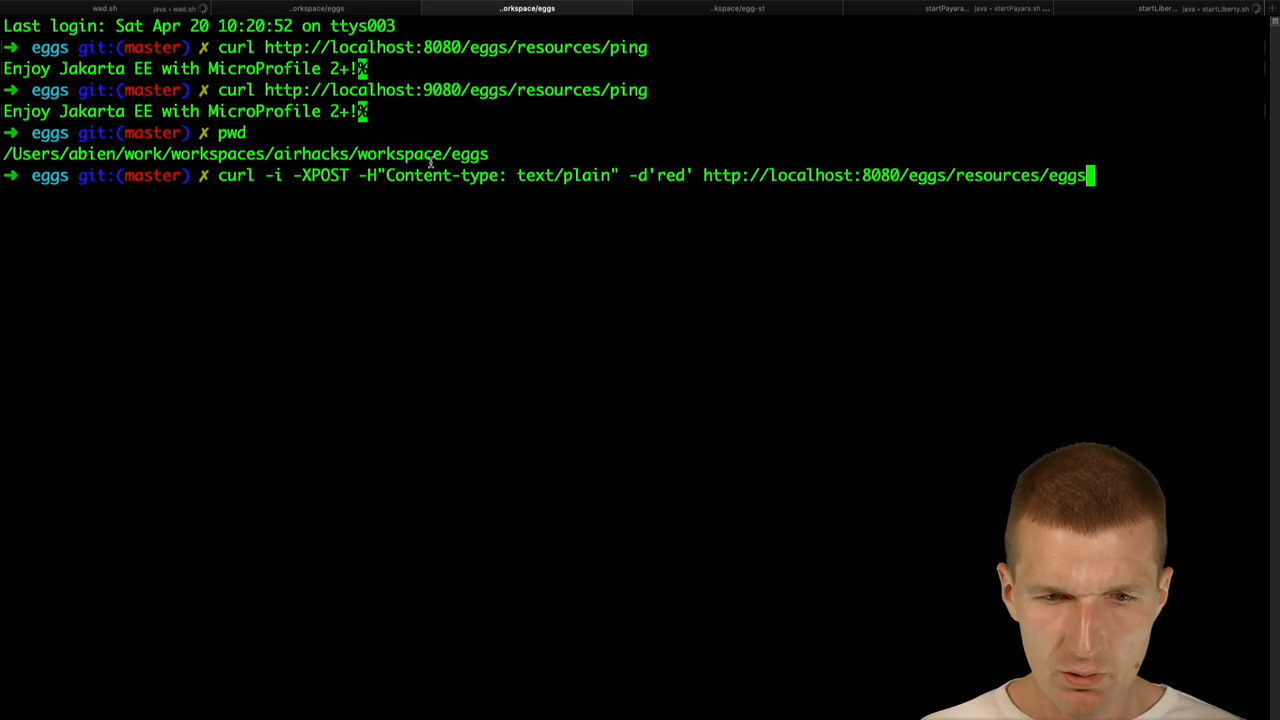 wad.sh java • wad.sh ..orkspace/eggs ..orkspace/eggs ..kspace/egg-st startPayara... java • startPayara.sh ... startLiber... java • startLiberty.sh
Last login: Sat Apr 20 10:20:52 on ttys003
➜ eggs git:(master) ✗ curl http://localhost:8080/eggs/resources/ping
Enjoy Jakarta EE with MicroProfile 2+!%
➜ eggs git:(master) ✗ curl http://localhost:9080/eggs/resources/ping
Enjoy Jakarta EE with MicroProfile 2+!%
➜ eggs git:(master) ✗ pwd
/Users/abien/work/workspaces/airhacks/workspace/eggs
➜ eggs git:(master) ✗ curl -i -XPOST -H"Content-type: text/plain" -d'red' http://localhost:8080/eggs/resources/eggs